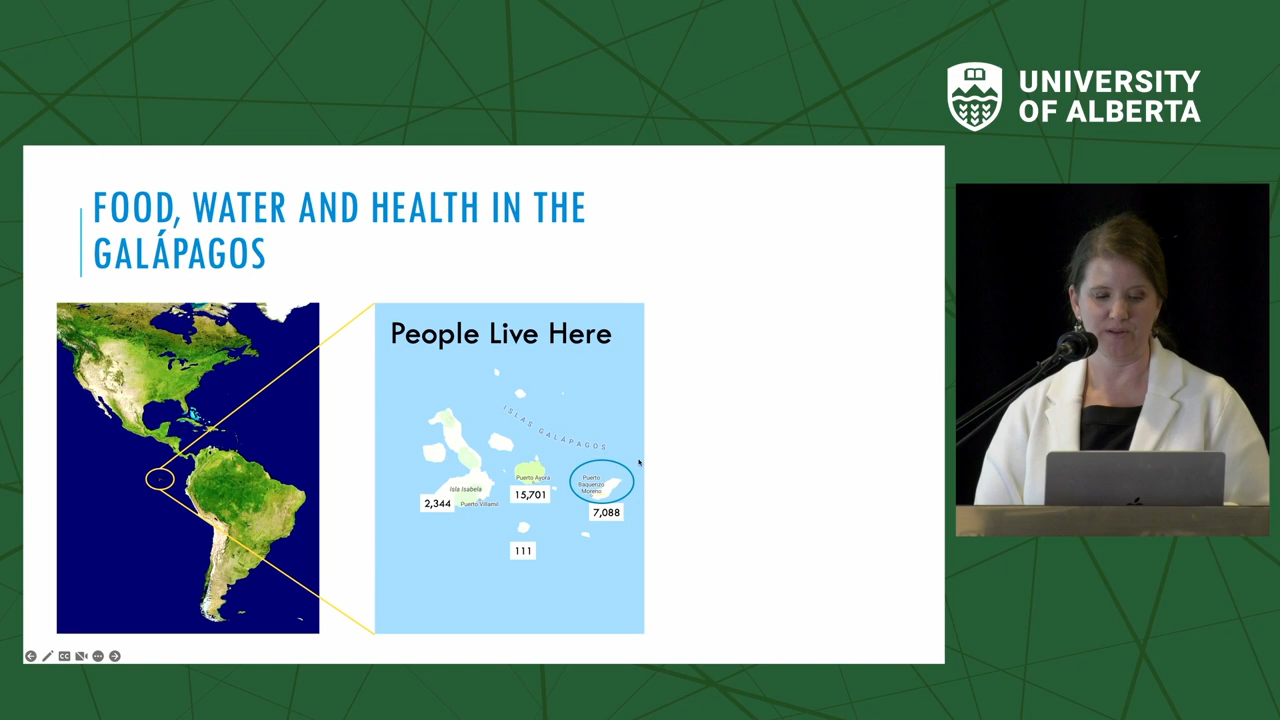 UNIVERSITY
OF ALBERTA
FOOD, WATER AND HEALTH IN THE
GALÁPAGOS
People Live Here
ISLAS GALÁPAGOS
Puerto Ayora
15,701
Puerto
Baquerizo
Moreno
7,088
Isla Isabela
2,344
Puerto Villamil
111
CC